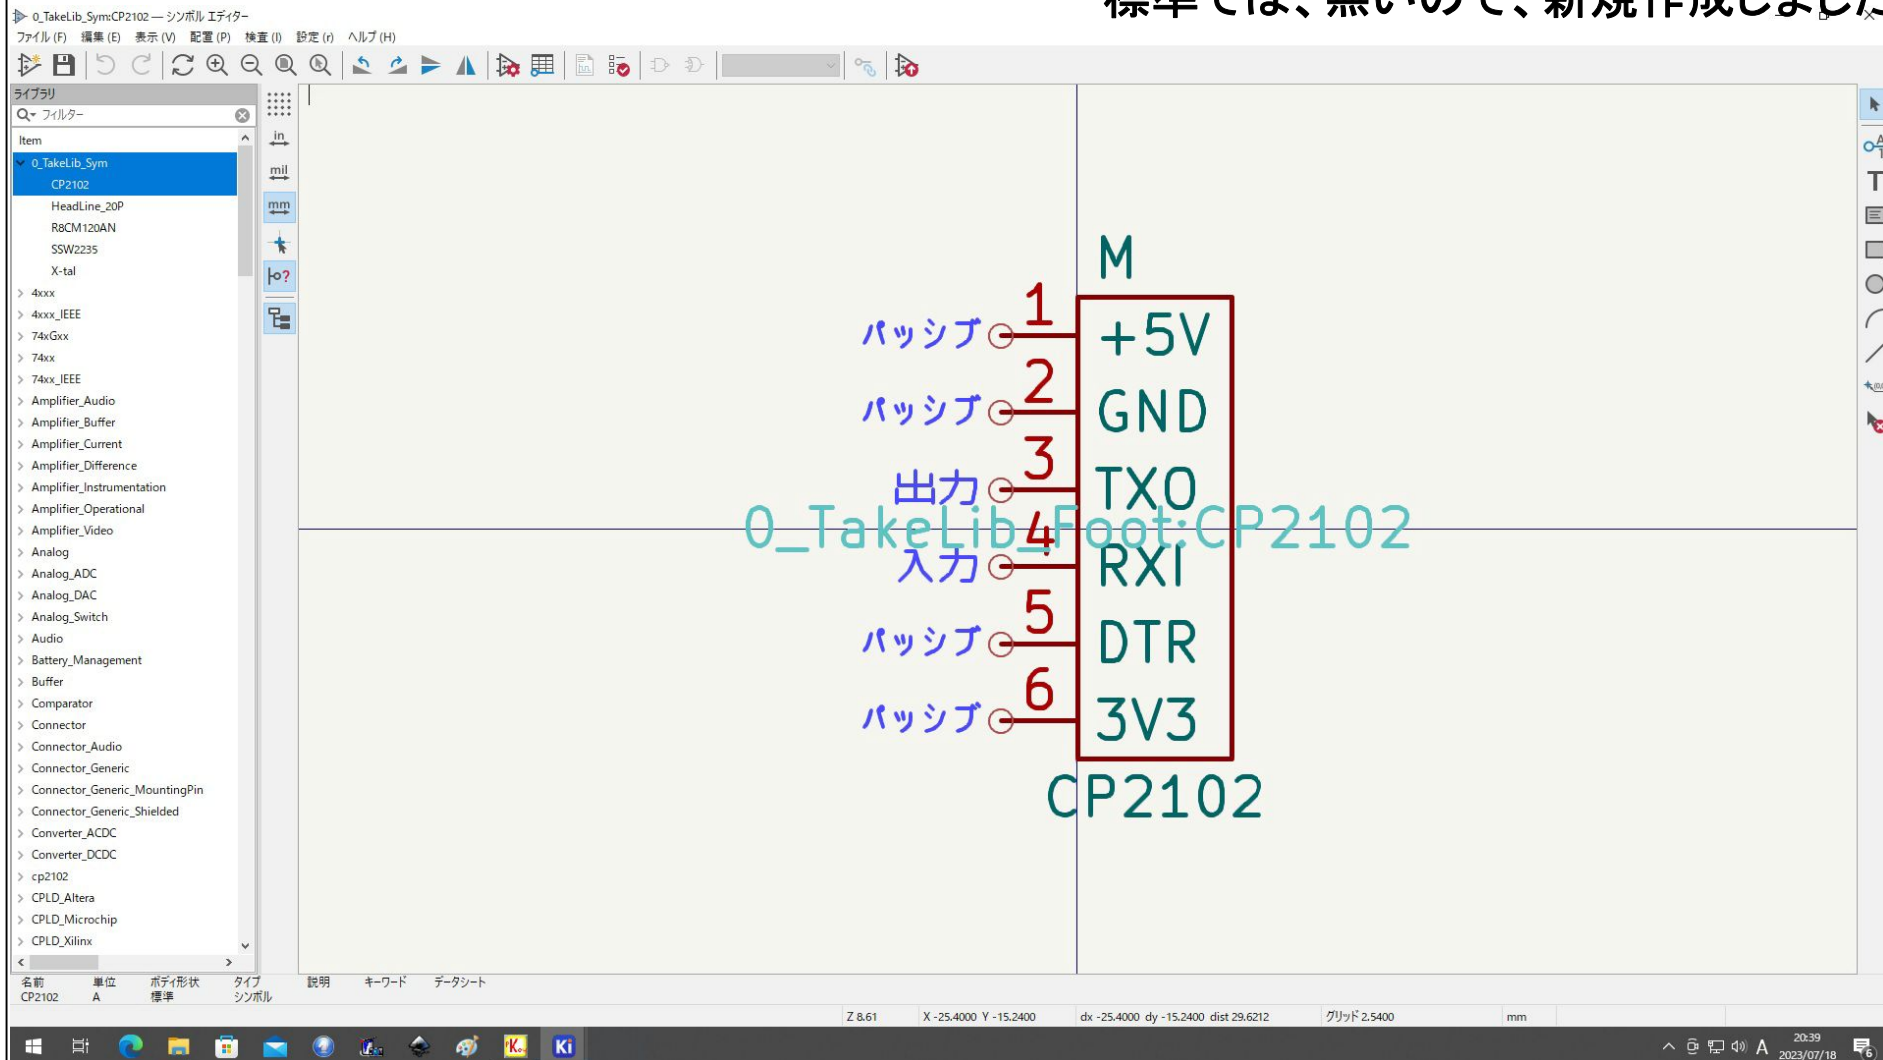 標準では、無いので、新規作成しました
0_TakeLib_Sym:CP2102 — シンボル エディター
ファイル (F) 編集 (E) 表示 (V) 配置 (P) 検査 (I) 設定 (r) ヘルプ (H)
ライブラリ
フィルター
Item
0_TakeLib_Sym
CP2102
HeadLine_20P
R8CM120AN
SSW2235
X-tal
4xxx
4xxx_IEEE
74xGxx
74xx
74xx_IEEE
Amplifier_Audio
Amplifier_Buffer
Amplifier_Current
Amplifier_Difference
Amplifier_Instrumentation
Amplifier_Operational
Amplifier_Video
Analog
Analog_ADC
Analog_DAC
Analog_Switch
Audio
Battery_Management
Buffer
Comparator
Connector
Connector_Audio
Connector_Generic
Connector_Generic_MountingPin
Connector_Generic_Shielded
Converter_ACDC
Converter_DCDC
cp2102
CPLD_Altera
CPLD_Microchip
CPLD_Xilinx
in
mil
mm
M
パッシブ 1 +5V
パッシブ 2 GND
出力 3 TXO
0_TakeLib_Foot:CP2102
入力 4 RXI
パッシブ 5 DTR
パッシブ 6 3V3
CP2102
T
名前 単位 ボディ形状 タイプ 説明 キーワード データシート
CP2102 A 標準 シンボル
Z 8.61 X -25.4000 Y -15.2400 dx -25.4000 dy -15.2400 dist 29.6212 グリッド 2.5400 mm
Ki
A 20:39
2023/07/18
6